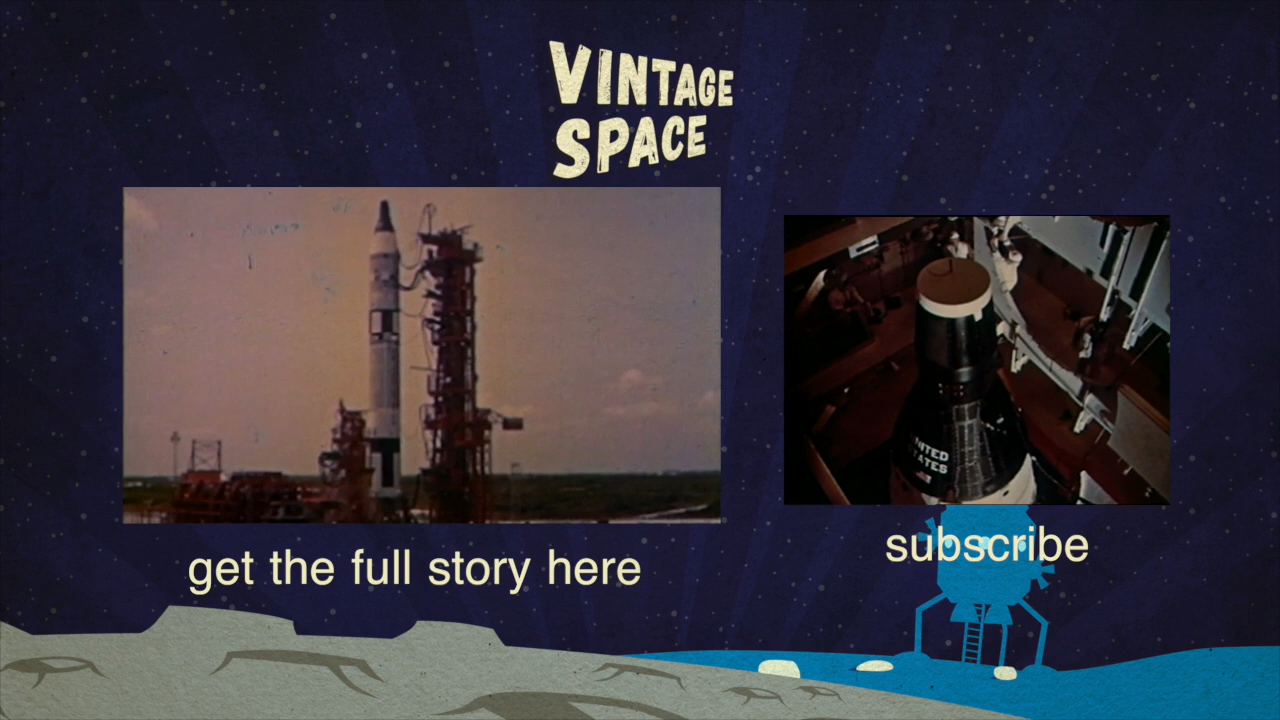 VINTAGE
SPACE
UNITED
STATES
get the full story here
subscribe